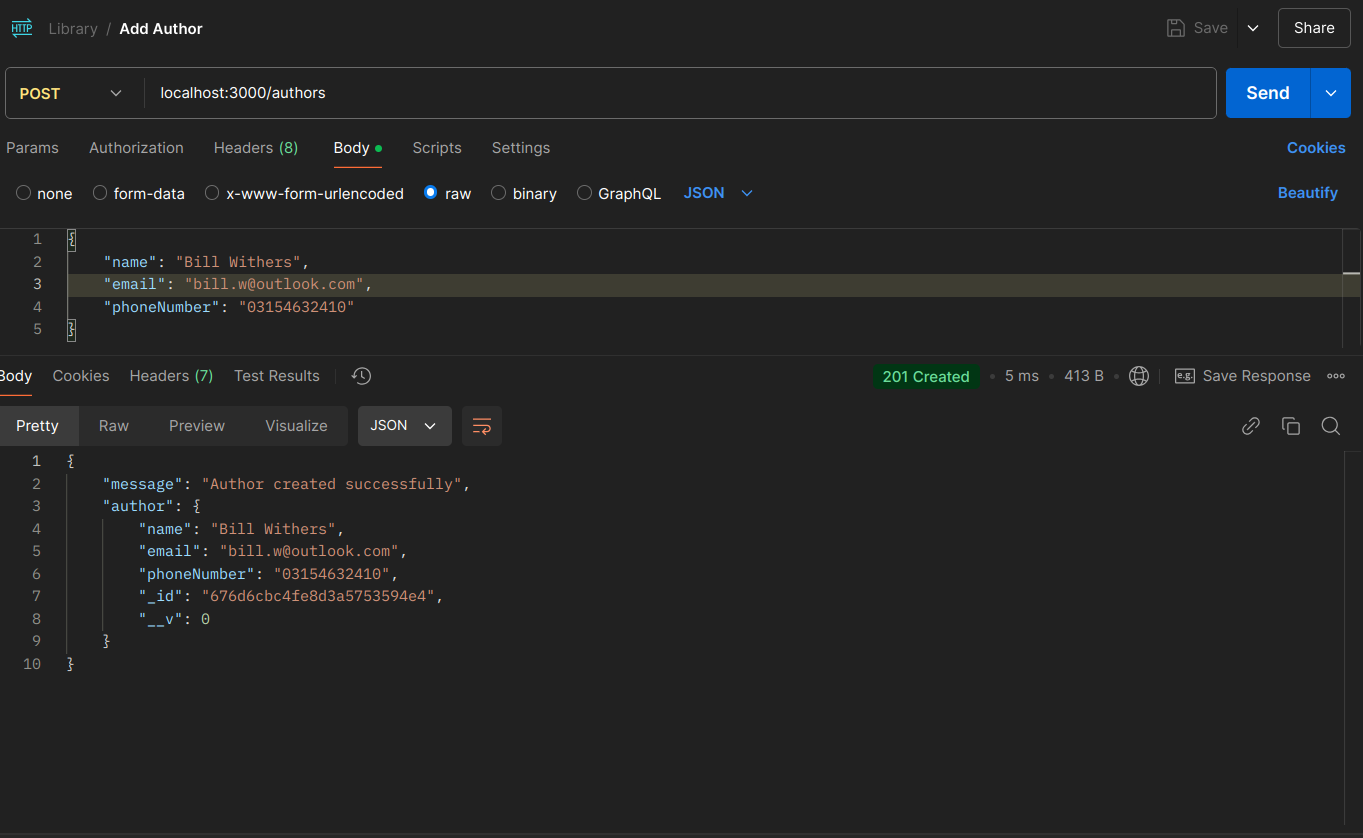 HTTP Library / Add Author Save Share
POST localhost:3000/authors Send
Params Authorization Headers (8) Body Scripts Settings Cookies
none form-data x-www-form-urlencoded raw binary GraphQL JSON Beautify
1 {
2 "name": "Bill Withers",
3 "email": "bill.w@outlook.com",
4 "phoneNumber": "03154632410"
5 }
Body Cookies Headers (7) Test Results 201 Created • 5 ms • 413 B • e.g. Save Response
Pretty Raw Preview Visualize JSON
1 {
2 "message": "Author created successfully",
3 "author": {
4 "name": "Bill Withers",
5 "email": "bill.w@outlook.com",
6 "phoneNumber": "03154632410",
7 "_id": "676d6cbc4fe8d3a5753594e4",
8 "__v": 0
9 }
10 }